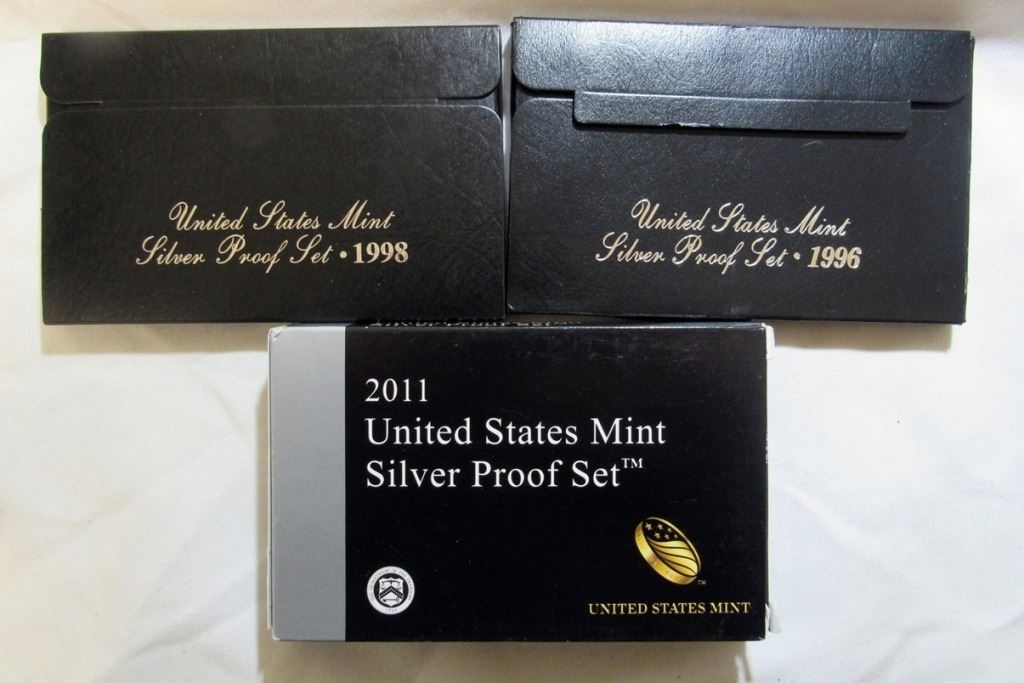 United States Mint
Silver Proof Set • 1998
United States Mint
Silver Proof Set • 1996
2011
United States Mint
Silver Proof Set™
™
UNITED STATES MINT